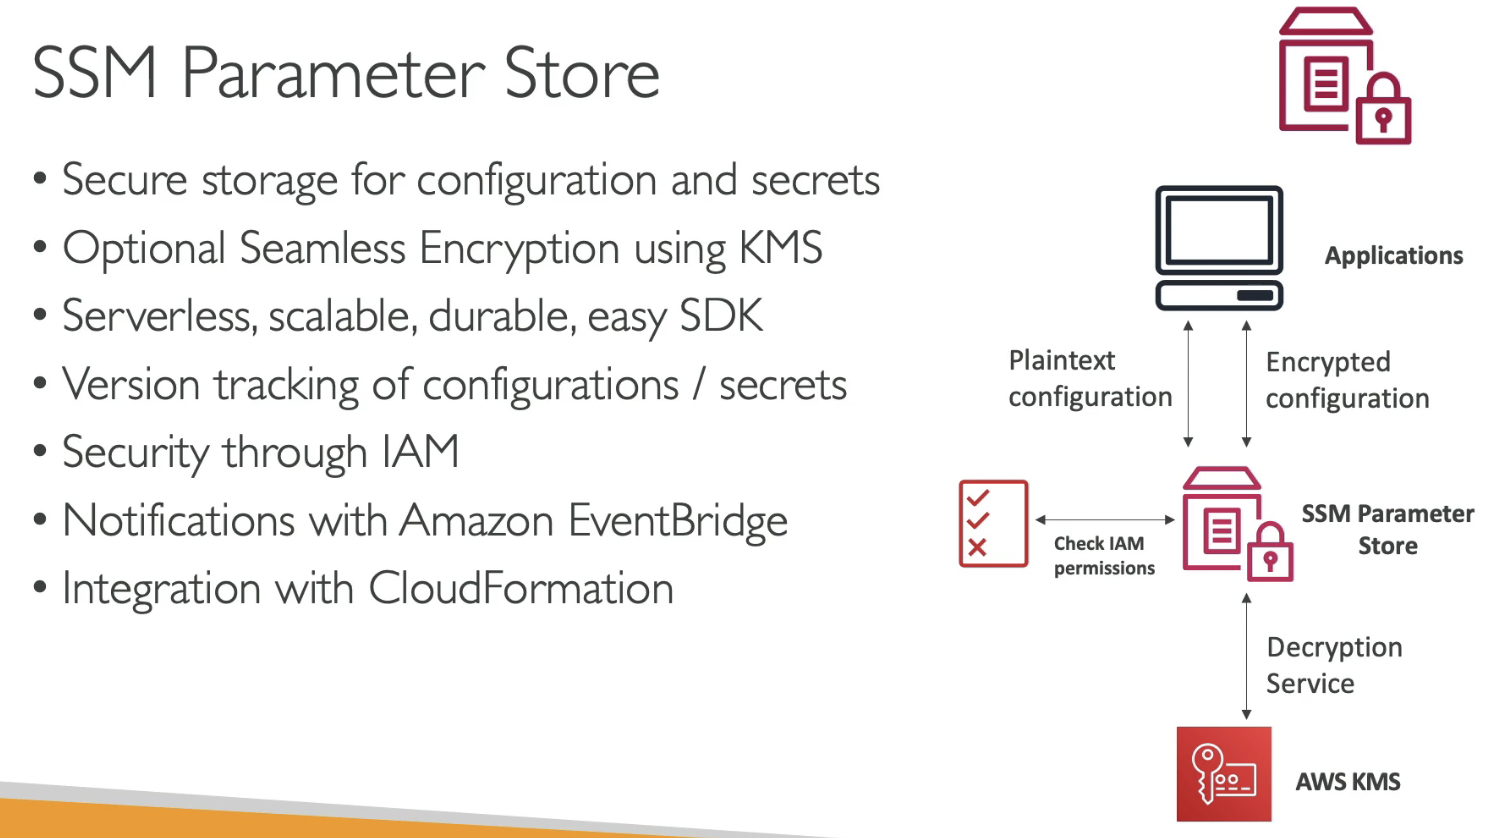 SSM Parameter Store
• Secure storage for configuration and secrets
• Optional Seamless Encryption using KMS
• Serverless, scalable, durable, easy SDK
• Version tracking of configurations / secrets
• Security through IAM
• Notifications with Amazon EventBridge
• Integration with CloudFormation
Applications
Plaintext
configuration
Encrypted
configuration
Check IAM
permissions
SSM Parameter
Store
Decryption
Service
AWS KMS